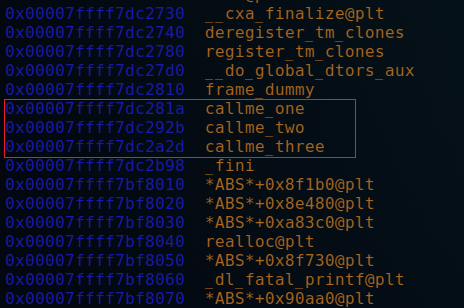 0x00007ffff7dc2730  __cxa_finalize@plt
0x00007ffff7dc2740  deregister_tm_clones
0x00007ffff7dc2780  register_tm_clones
0x00007ffff7dc27d0  __do_global_dtors_aux
0x00007ffff7dc2810  frame_dummy
0x00007ffff7dc281a  callme_one
0x00007ffff7dc292b  callme_two
0x00007ffff7dc2a2d  callme_three
0x00007ffff7dc2b98  _fini
0x00007ffff7bf8010  *ABS*+0x8f1b0@plt
0x00007ffff7bf8020  *ABS*+0x8e480@plt
0x00007ffff7bf8030  *ABS*+0xa83c0@plt
0x00007ffff7bf8040  realloc@plt
0x00007ffff7bf8050  *ABS*+0x8f730@plt
0x00007ffff7bf8060  _dl_fatal_printf@plt
0x00007ffff7bf8070  *ABS*+0x90aa0@plt